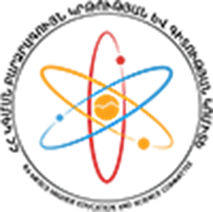 ՀՀ ԿԳՄՍՆ ԲԱՐՁՐԱԳՈՒՅՆ ԿՐԹՈՒԹՅԱՆ ԵՎ ԳԻՏՈՒԹՅԱՆ ԿՈՄԻՏԵ
RA MESCS HIGHER EDUCATION AND SCIENCE COMMITTEE